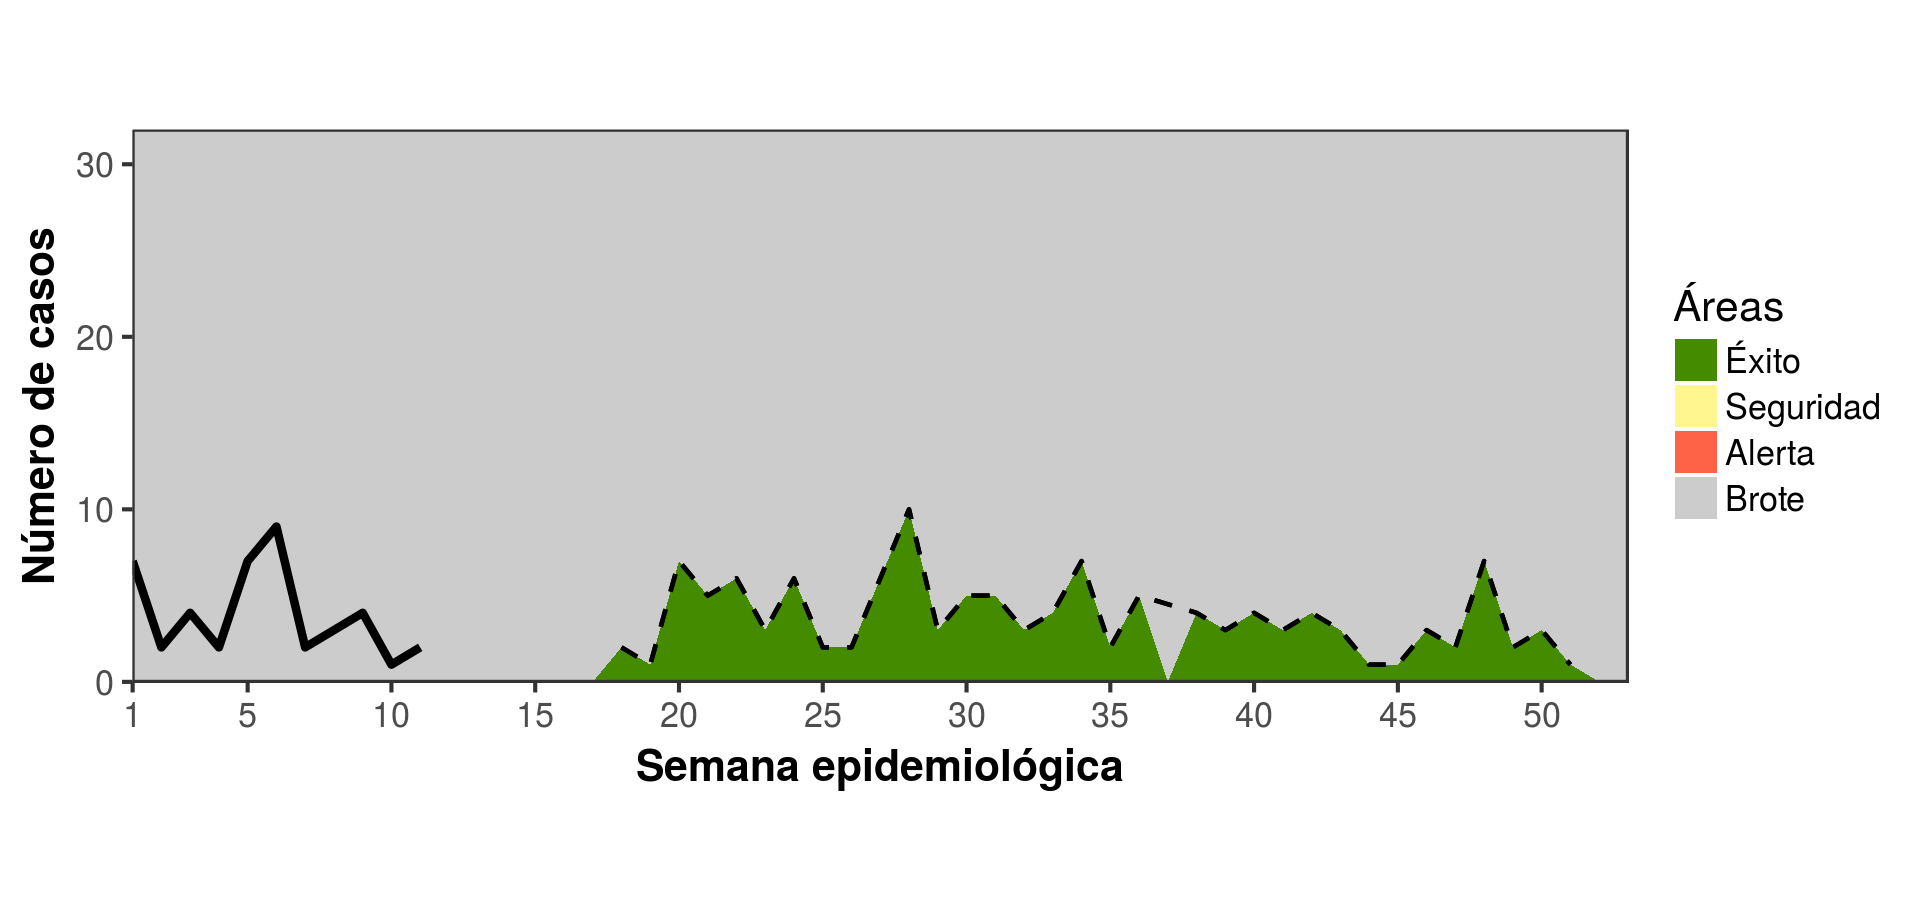 Número de casos
30
20
10
0
1 5 10 15 20 25 30 35 40 45 50
Semana epidemiológica
Áreas
Éxito
Seguridad
Alerta
Brote